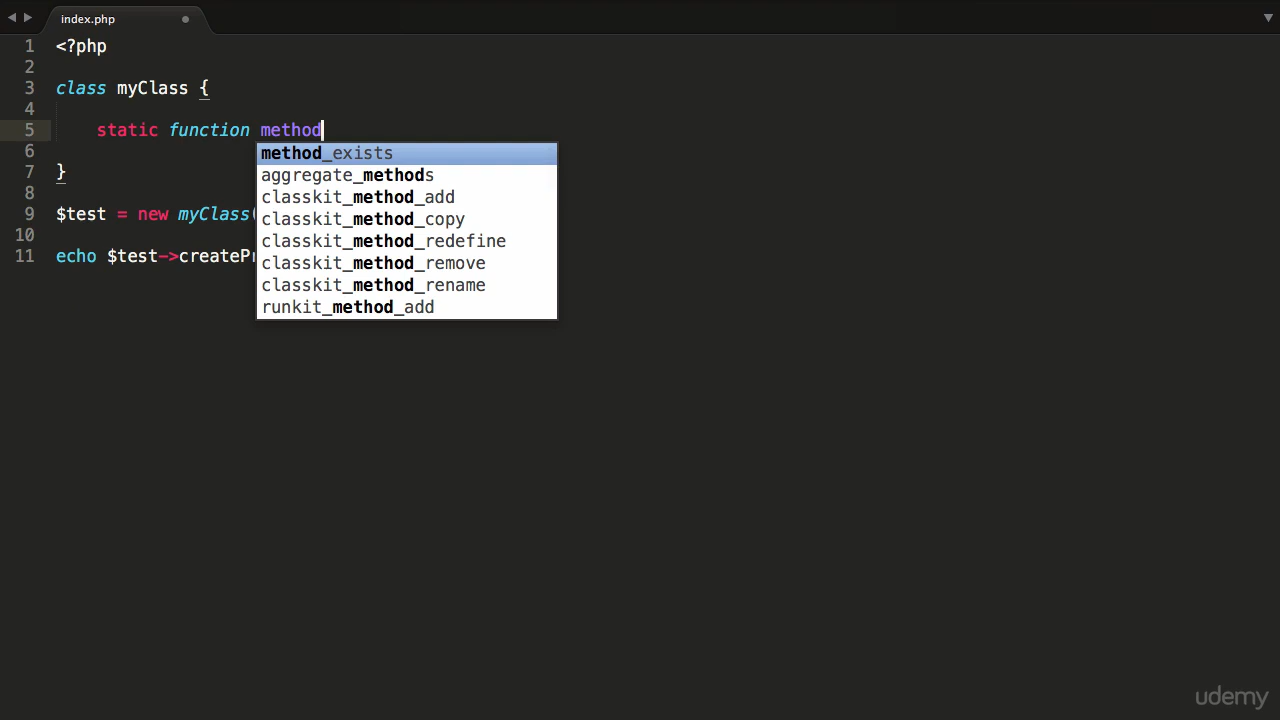 index.php
1 <?php
2
3 class myClass {
4
5 static function method
method_exists
6
aggregate_methods
7 }
classkit_method_add
8
9 $test = new myClass(
classkit_method_copy
10
classkit_method_redefine
11 echo $test->createPr
classkit_method_remove
classkit_method_rename
runkit_method_add
udemy